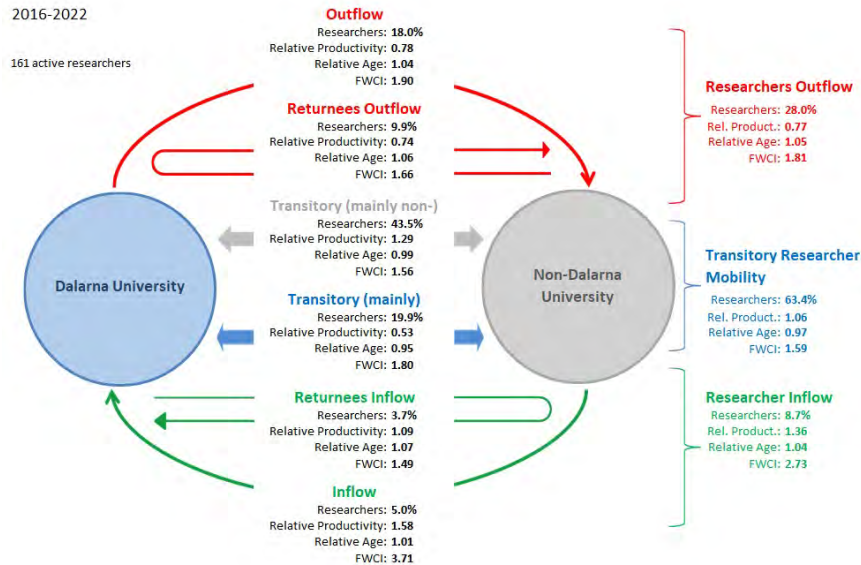 2016-2022
161 active researchers
Outflow
Researchers: 18.0%
Relative Productivity: 0.78
Relative Age: 1.04
FWCI: 1.90
Returnees Outflow
Researchers: 9.9%
Relative Productivity: 0.74
Relative Age: 1.06
FWCI: 1.66
Transitory (mainly non-)
Researchers: 43.5%
Relative Productivity: 1.29
Relative Age: 0.99
FWCI: 1.56
Transitory (mainly)
Researchers: 19.9%
Relative Productivity: 0.53
Relative Age: 0.95
FWCI: 1.80
Returnees Inflow
Researchers: 3.7%
Relative Productivity: 1.09
Relative Age: 1.07
FWCI: 1.49
Inflow
Researchers: 5.0%
Relative Productivity: 1.58
Relative Age: 1.01
FWCI: 3.71
Dalarna University
Non-Dalarna
University
Researchers Outflow
Researchers: 28.0%
Rel. Product.: 0.77
Relative Age: 1.05
FWCI: 1.81
Transitory Researcher
Mobility
Researchers: 63.4%
Rel. Product.: 1.06
Relative Age: 0.97
FWCI: 1.59
Researcher Inflow
Researchers: 8.7%
Rel. Product.: 1.36
Relative Age: 1.04
FWCI: 2.73